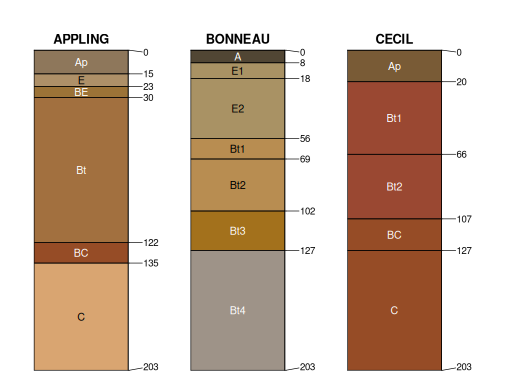 APPLING
Ap
E
BE
Bt
BC
C
0
15
23
30
122
135
203
BONNEAU
A
E1
E2
Bt1
Bt2
Bt3
Bt4
0
8
18
56
69
102
127
203
CECIL
Ap
Bt1
Bt2
BC
C
0
20
66
107
127
203